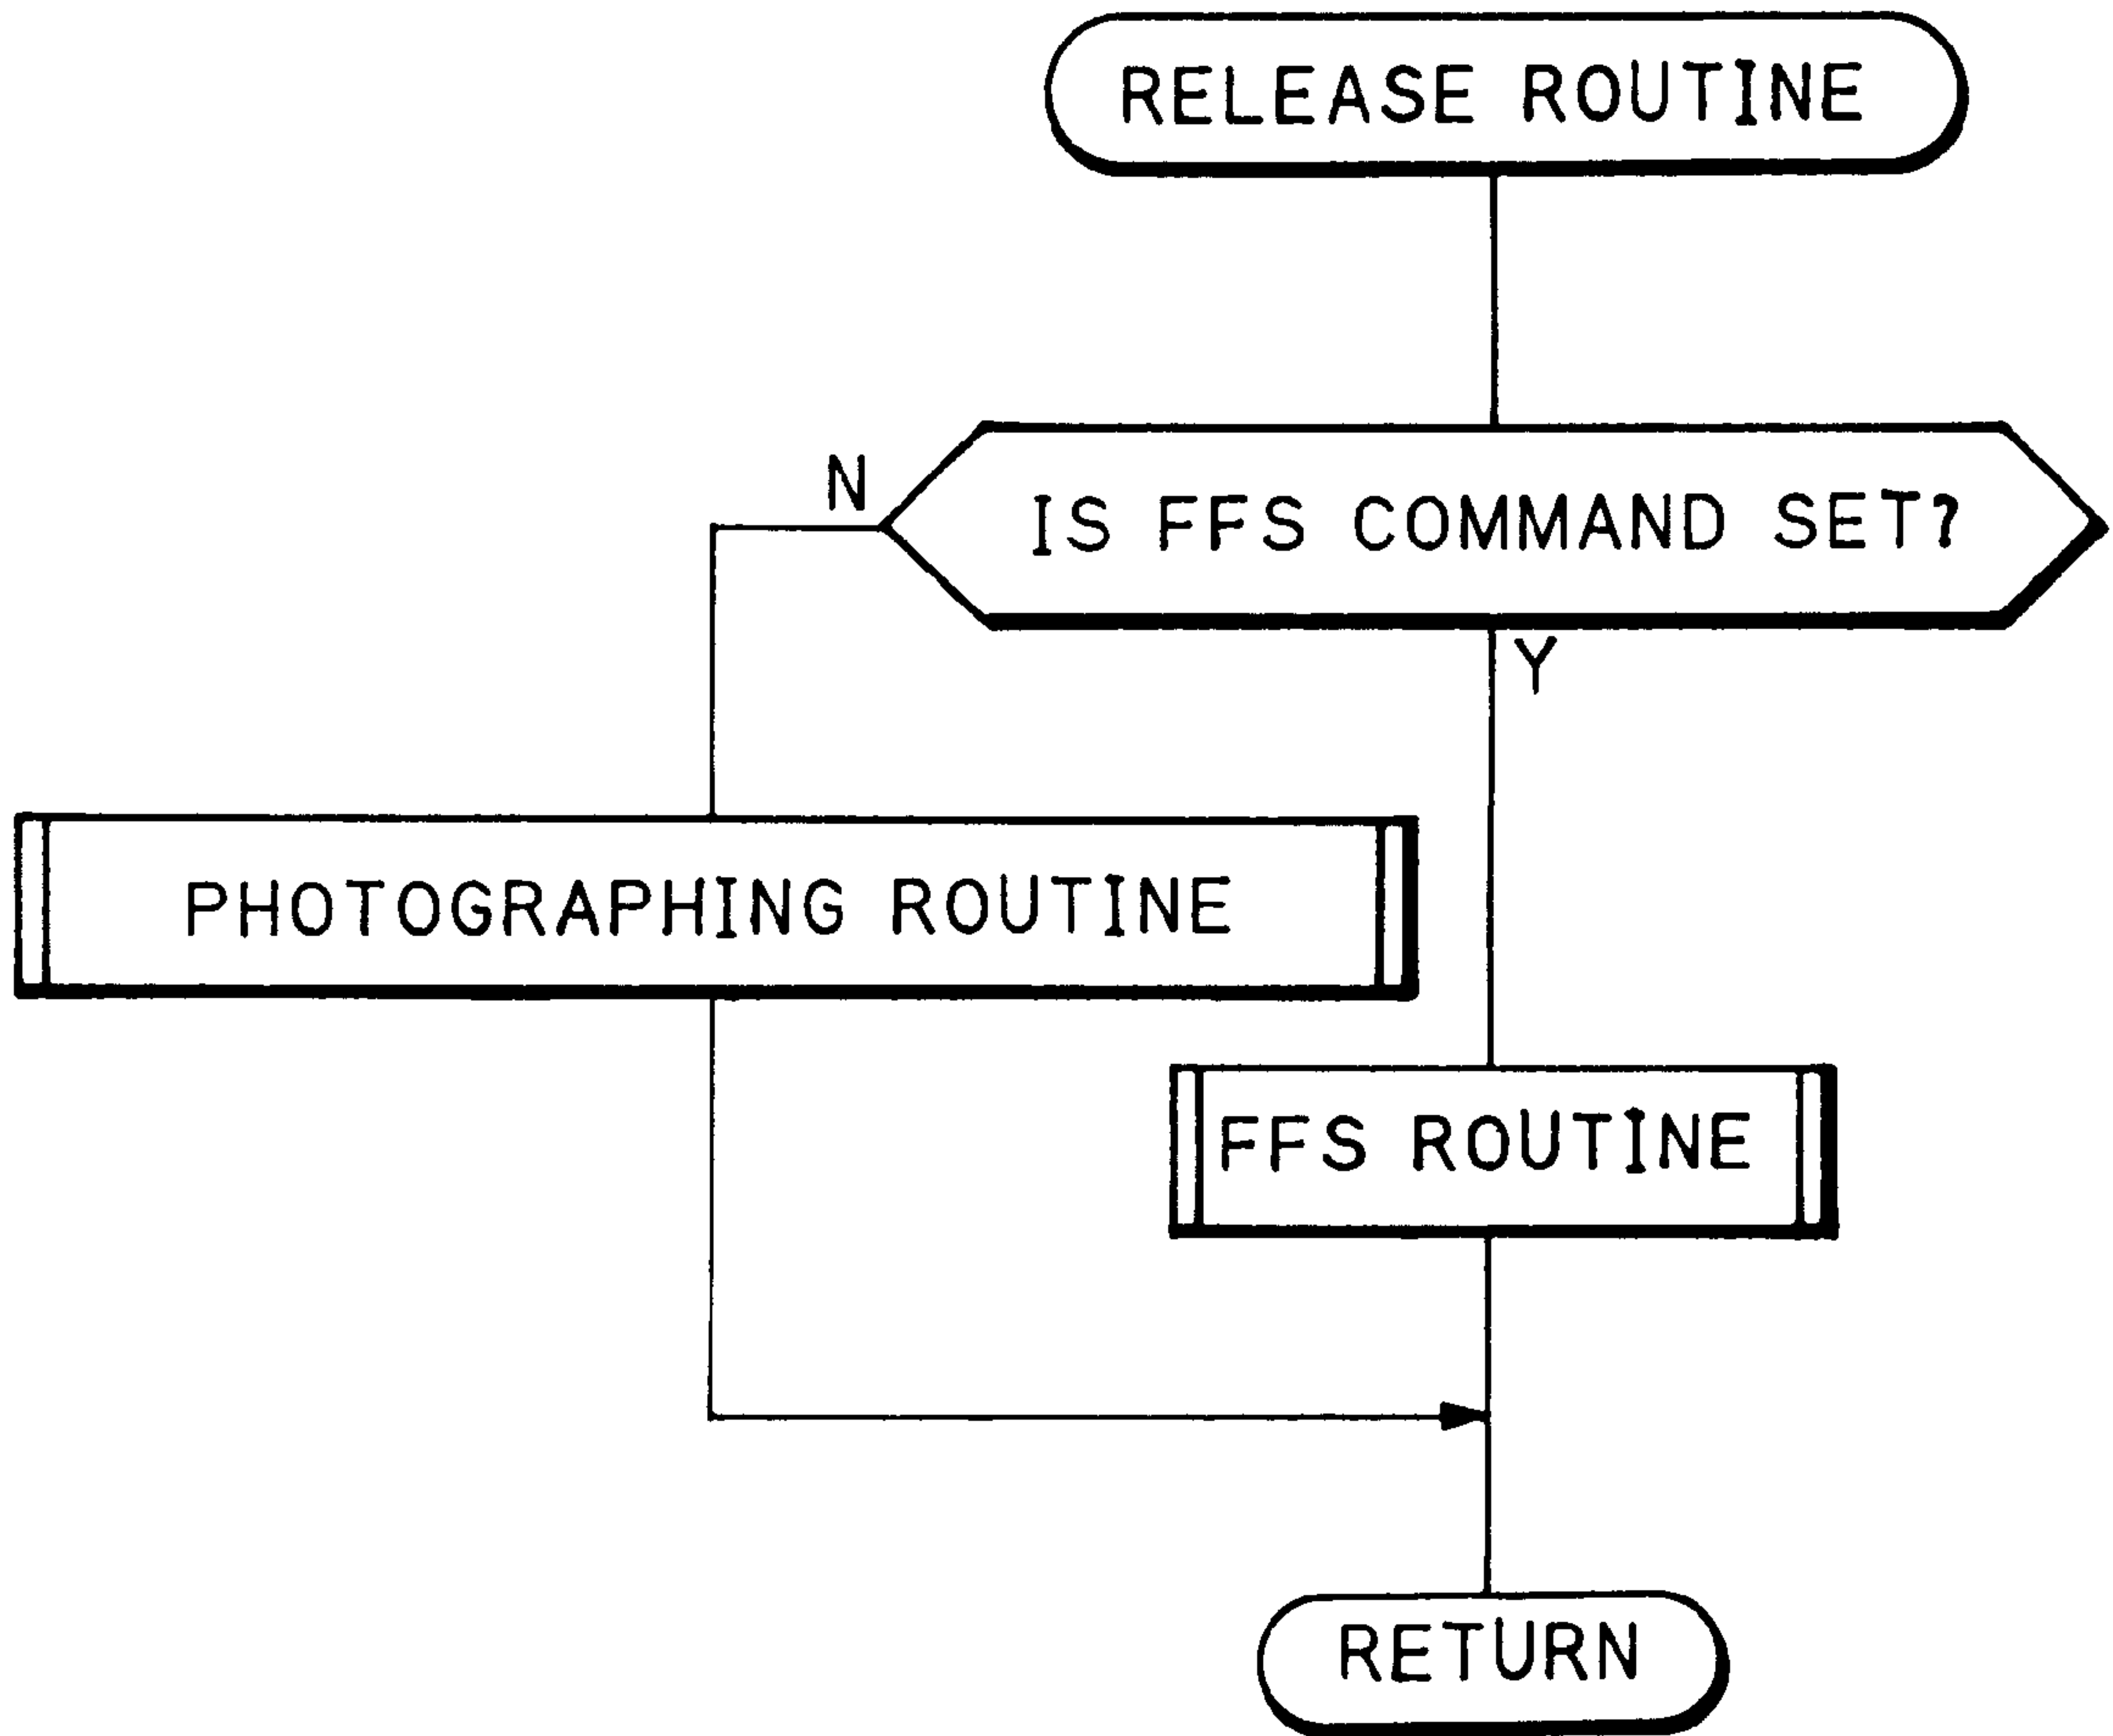 RELEASE ROUTINE
N
IS FFS COMMAND SET?
Y
PHOTOGRAPHING ROUTINE
FFS ROUTINE
RETURN